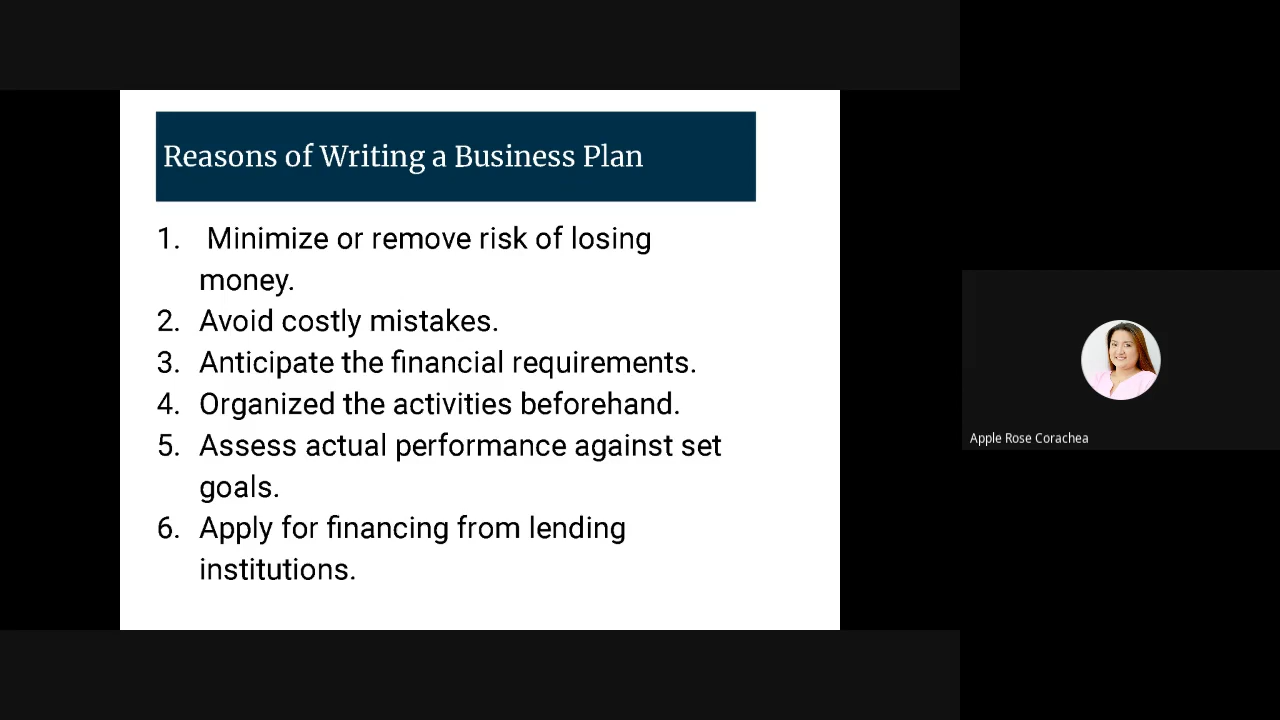 Reasons of Writing a Business Plan
1. Minimize or remove risk of losing
money.
2. Avoid costly mistakes.
3. Anticipate the financial requirements.
4. Organized the activities beforehand.
5. Assess actual performance against set
goals.
6. Apply for financing from lending
institutions.
Apple Rose Corachea